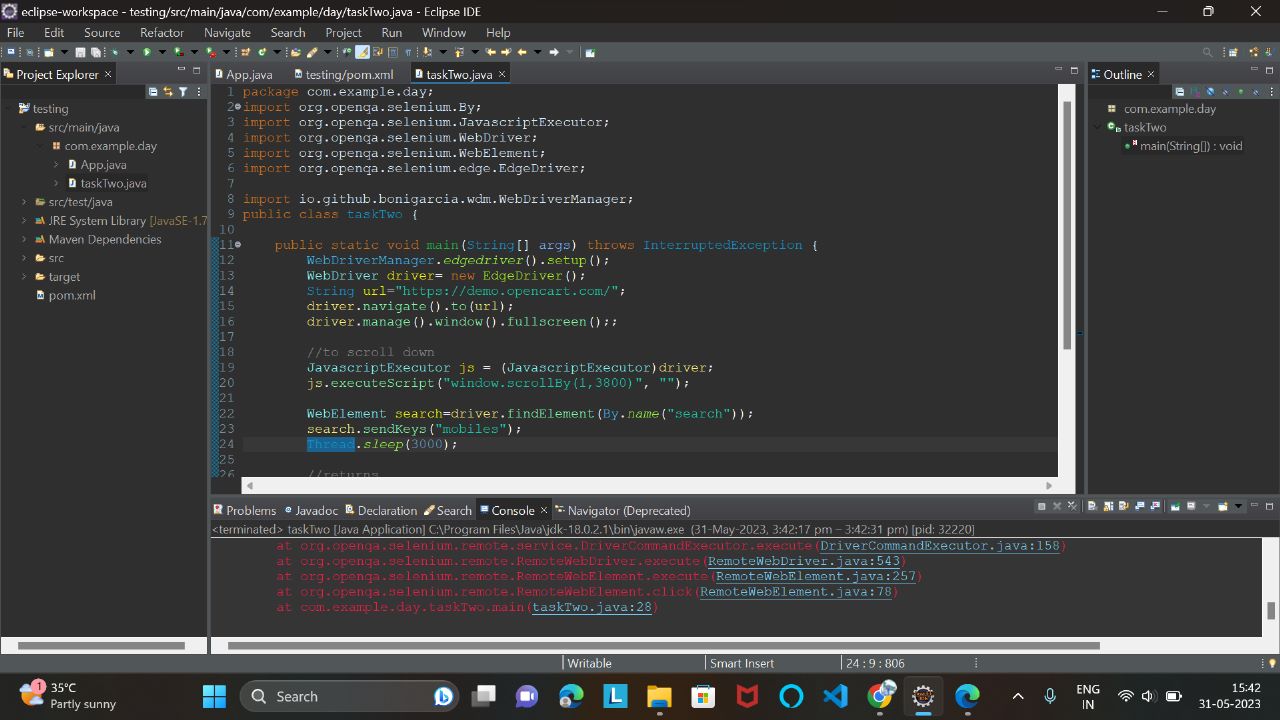 eclipse-workspace - testing/src/main/java/com/example/day/taskTwo.java - Eclipse IDE
File Edit Source Refactor Navigate Search Project Run Window Help
Project Explorer
testing
src/main/java
com.example.day
App.java
taskTwo.java
src/test/java
JRE System Library [JavaSE-1.7
Maven Dependencies
src
target
pom.xml
App.java testing/pom.xml taskTwo.java
1 package com.example.day;
2 import org.openqa.selenium.By;
3 import org.openqa.selenium.JavascriptExecutor;
4 import org.openqa.selenium.WebDriver;
5 import org.openqa.selenium.WebElement;
6 import org.openqa.selenium.edge.EdgeDriver;
7
8 import io.github.bonigarcia.wdm.WebDriverManager;
9 public class taskTwo {
10
11 public static void main(String[] args) throws InterruptedException {
12 WebDriverManager.edgedriver().setup();
13 WebDriver driver= new EdgeDriver();
14 String url="https://demo.opencart.com/";
15 driver.navigate().to(url);
16 driver.manage().window().fullscreen();;
17
18 //to scroll down
19 JavascriptExecutor js = (JavascriptExecutor)driver;
20 js.executeScript("window.scrollBy(1,3800)", "");
21
22 WebElement search=driver.findElement(By.name("search"));
23 search.sendKeys("mobiles");
24 Thread.sleep(3000);
25
26 //returns
Outline
com.example.day
taskTwo
main(String[]) : void
Problems Javadoc Declaration Search Console Navigator (Deprecated)
<terminated> taskTwo [Java Application] C:\Program Files\Java\jdk-18.0.2.1\bin\javaw.exe (31-May-2023, 3:42:17 pm – 3:42:31 pm) [pid: 32220]
at org.openqa.selenium.remote.service.DriverCommandExecutor.execute(DriverCommandExecutor.java:158)
at org.openqa.selenium.remote.RemoteWebDriver.execute(RemoteWebDriver.java:543)
at org.openqa.selenium.remote.RemoteWebElement.execute(RemoteWebElement.java:257)
at org.openqa.selenium.remote.RemoteWebElement.click(RemoteWebElement.java:78)
at com.example.day.taskTwo.main(taskTwo.java:28)
Writable Smart Insert 24 : 9 : 806
1
35°C
Partly sunny
Search
ENG
IN
15:42
31-05-2023